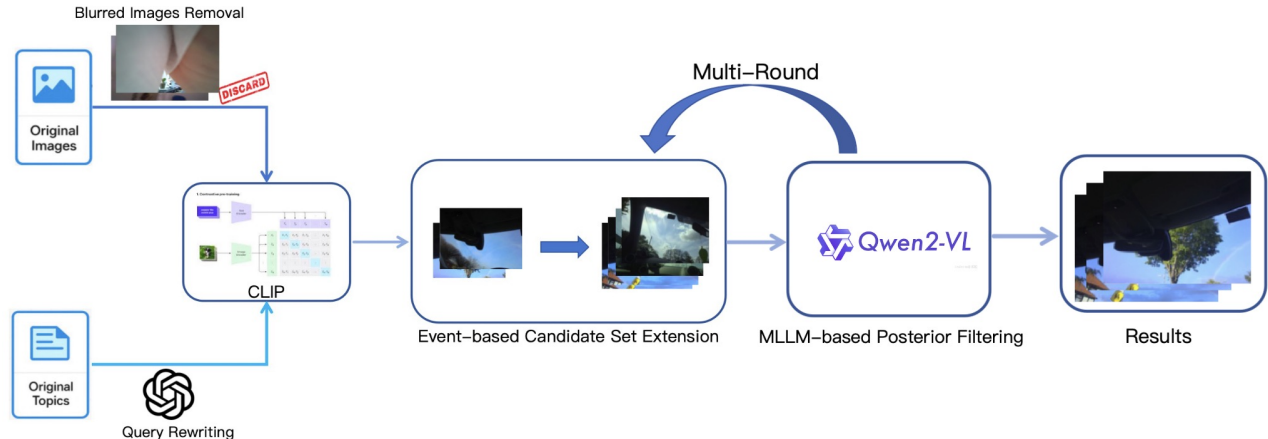 Blurred Images Removal
DISCARD
Original
Images
Multi-Round
CLIP
Qwen2-VL
Event-based Candidate Set Extension
MLLM-based Posterior Filtering
Results
Original
Topics
Query Rewriting